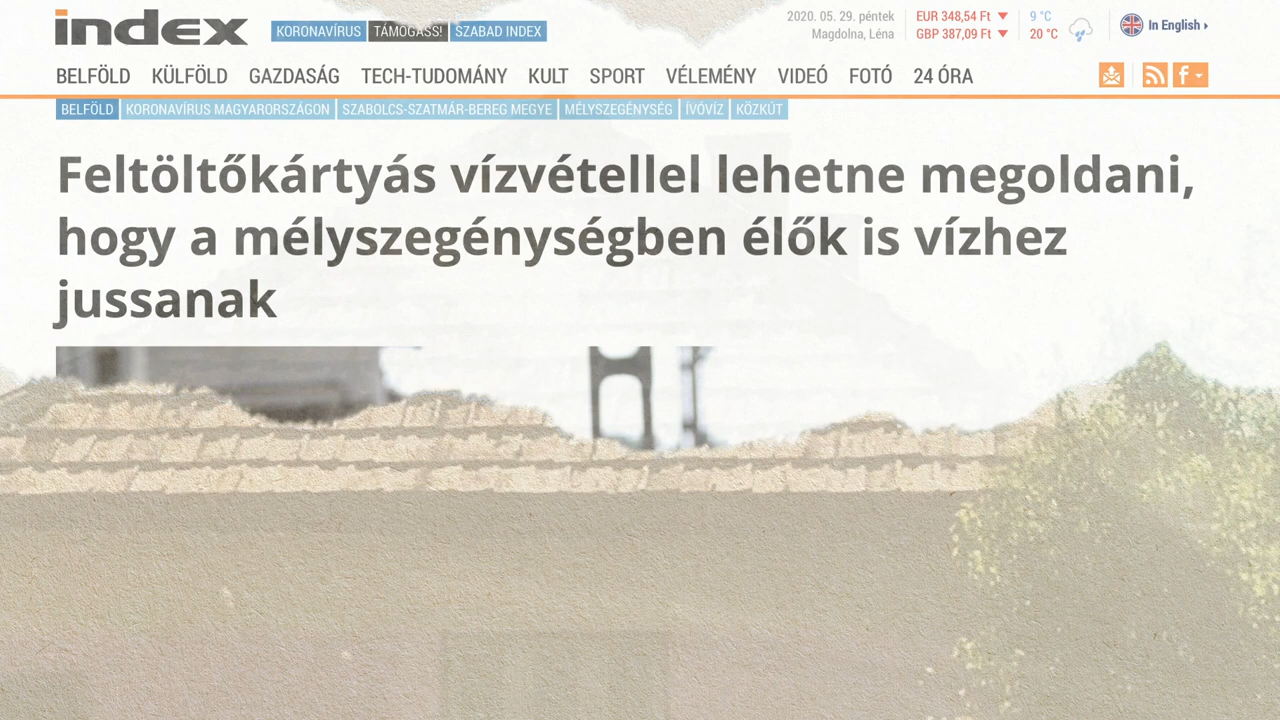 index
KORONAVÍRUS TÁMOGASS! SZABAD INDEX
2020. 05. 29. péntek
Magdolna, Léna
EUR 348,54 Ft
GBP 387,09 Ft
9 °C
20 °C
In English
BELFÖLD KÜLFÖLD GAZDASÁG TECH-TUDOMÁNY KULT SPORT VÉLEMÉNY VIDEÓ FOTÓ 24 ÓRA
BELFÖLD KORONAVÍRUS MAGYARORSZÁGON SZABOLCS-SZATMÁR-BEREG MEGYE MÉLYSZEGÉNYSÉG ÍVÓVÍZ KÖZKÚT
Feltöltőkártyás vízvétellel lehetne megoldani,
hogy a mélyszegénységben élők is vízhez
jussanak